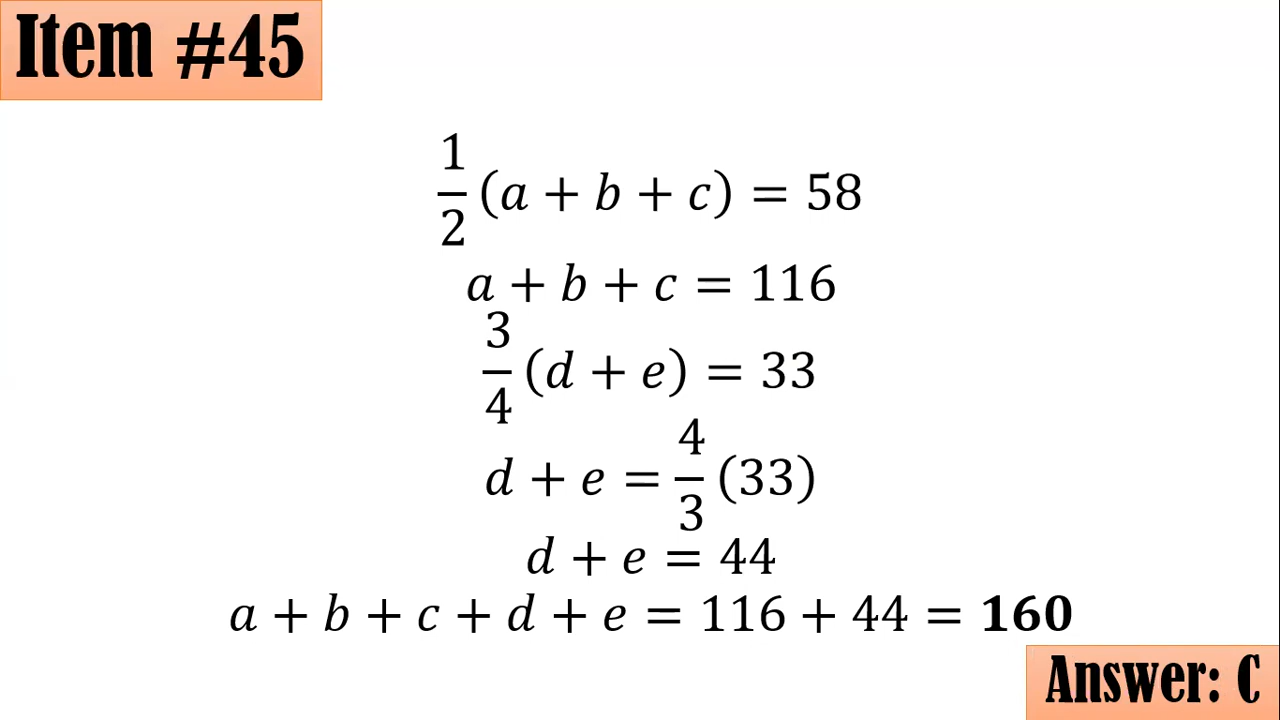 Item #45
1/2 (a + b + c) = 58
a + b + c = 116
3/4 (d + e) = 33
d + e = 4/3 (33)
d + e = 44
a + b + c + d + e = 116 + 44 = 160
Answer: C